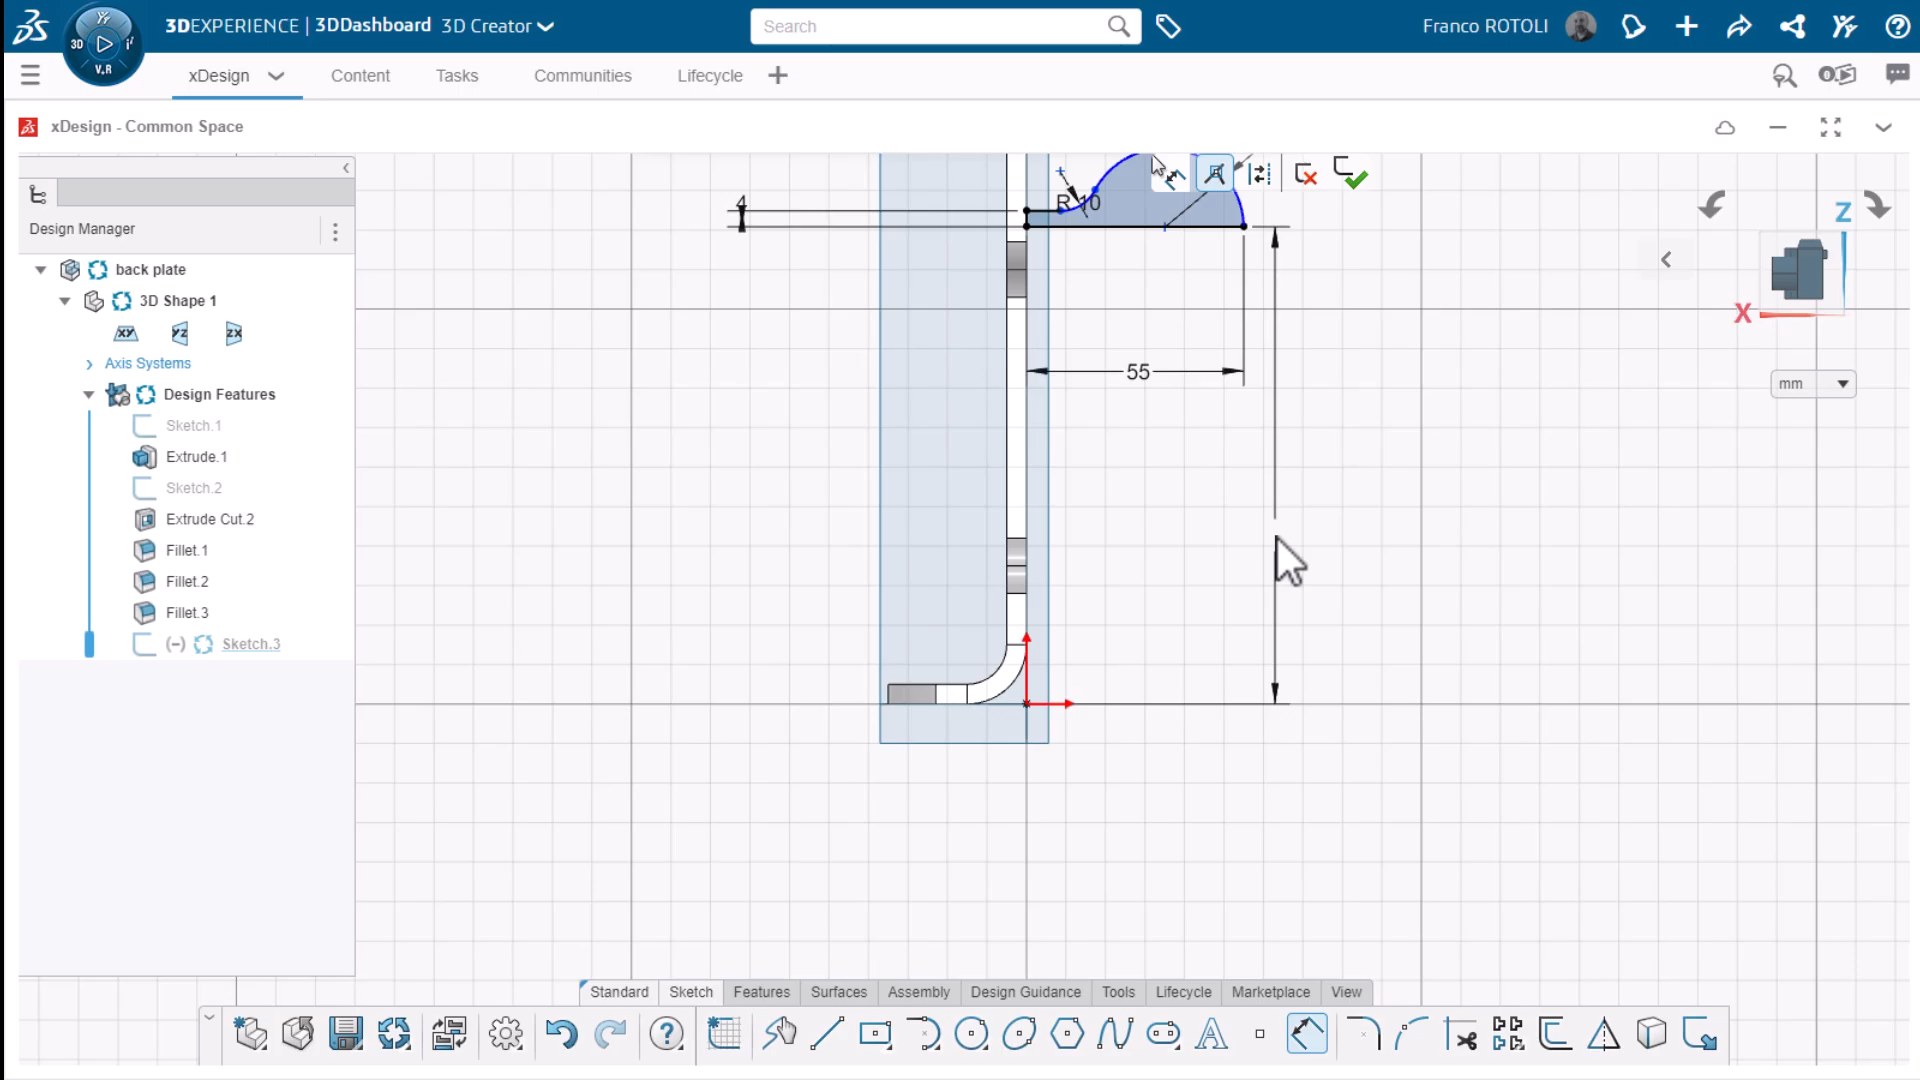 3DEXPERIENCE | 3DDashboard 3D Creator
Search
Franco ROTOLI
3D
V.R
xDesign
Content
Tasks
Communities
Lifecycle
xDesign - Common Space
Design Manager
back plate
3D Shape 1
XY
YZ
ZX
Axis Systems
Design Features
Sketch.1
Extrude.1
Sketch.2
Extrude Cut.2
Fillet.1
Fillet.2
Fillet.3
(-) Sketch.3
4
R 10
55
Z
X
mm
Standard
Sketch
Features
Surfaces
Assembly
Design Guidance
Tools
Lifecycle
Marketplace
View